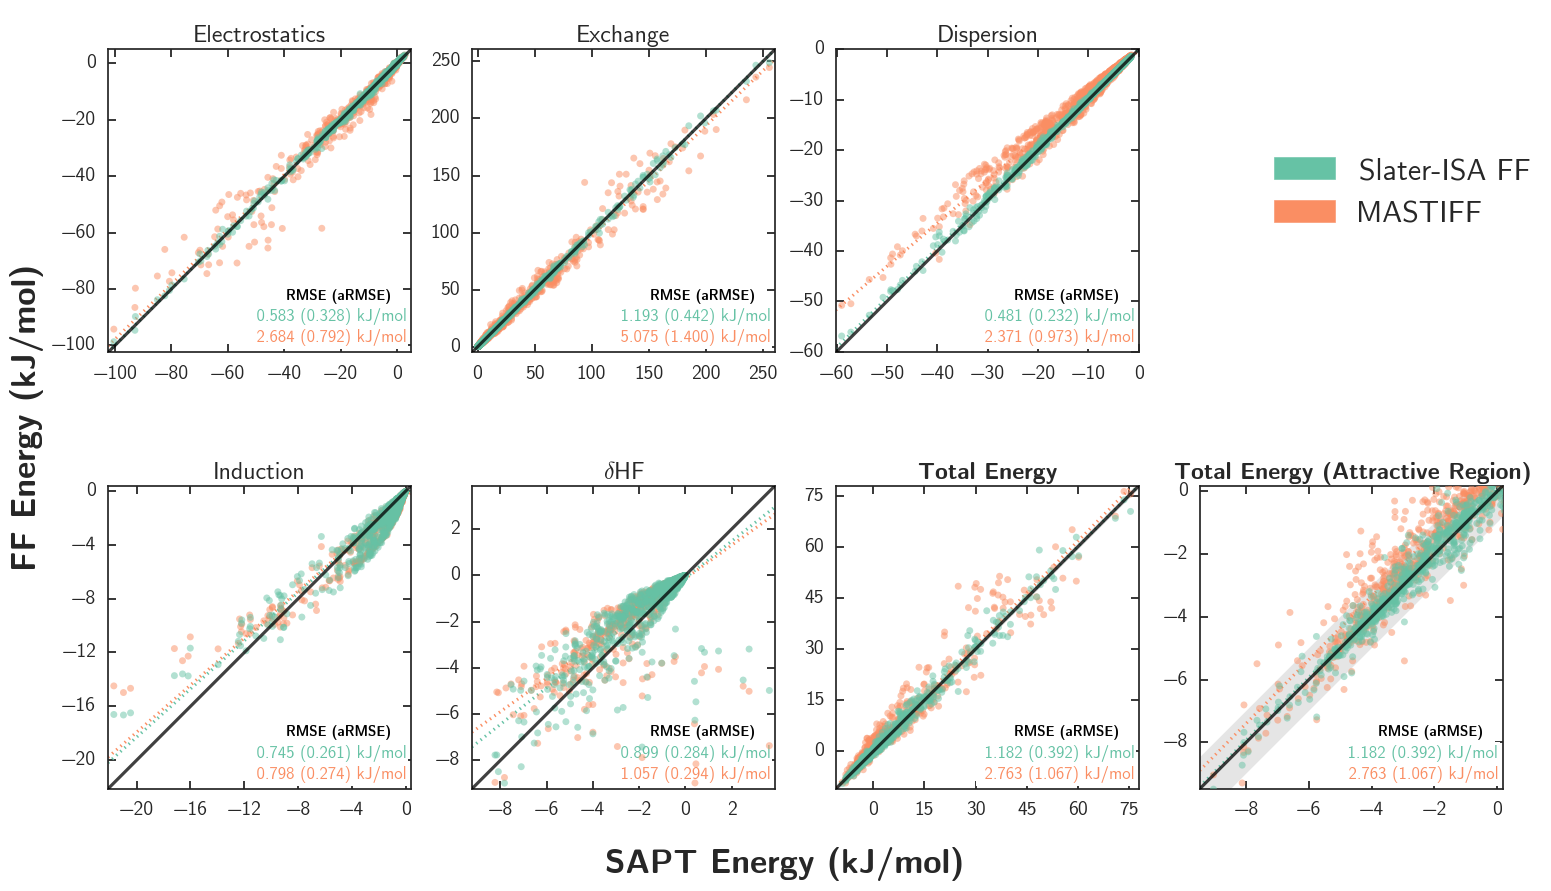 Electrostatics
Exchange
Dispersion
0
−20
−40
−60
−80
−100
RMSE (aRMSE)
0.583 (0.328) kJ/mol
2.684 (0.792) kJ/mol
−100 −80 −60 −40 −20 0
250
200
150
100
50
0
RMSE (aRMSE)
1.193 (0.442) kJ/mol
5.075 (1.400) kJ/mol
0 50 100 150 200 250
0
−10
−20
−30
−40
−50
−60
RMSE (aRMSE)
0.481 (0.232) kJ/mol
2.371 (0.973) kJ/mol
−60 −50 −40 −30 −20 −10 0
Slater-ISA FF
MASTIFF
FF Energy (kJ/mol)
Induction
δHF
Total Energy
Total Energy (Attractive Region)
0
−4
−8
−12
−16
−20
RMSE (aRMSE)
0.745 (0.261) kJ/mol
0.798 (0.274) kJ/mol
−20 −16 −12 −8 −4 0
2
0
−2
−4
−6
−8
RMSE (aRMSE)
0.899 (0.284) kJ/mol
1.057 (0.294) kJ/mol
−8 −6 −4 −2 0 2
75
60
45
30
15
0
RMSE (aRMSE)
1.182 (0.392) kJ/mol
2.763 (1.067) kJ/mol
0 15 30 45 60 75
0
−2
−4
−6
−8
RMSE (aRMSE)
1.182 (0.392) kJ/mol
2.763 (1.067) kJ/mol
−8 −6 −4 −2 0
SAPT Energy (kJ/mol)